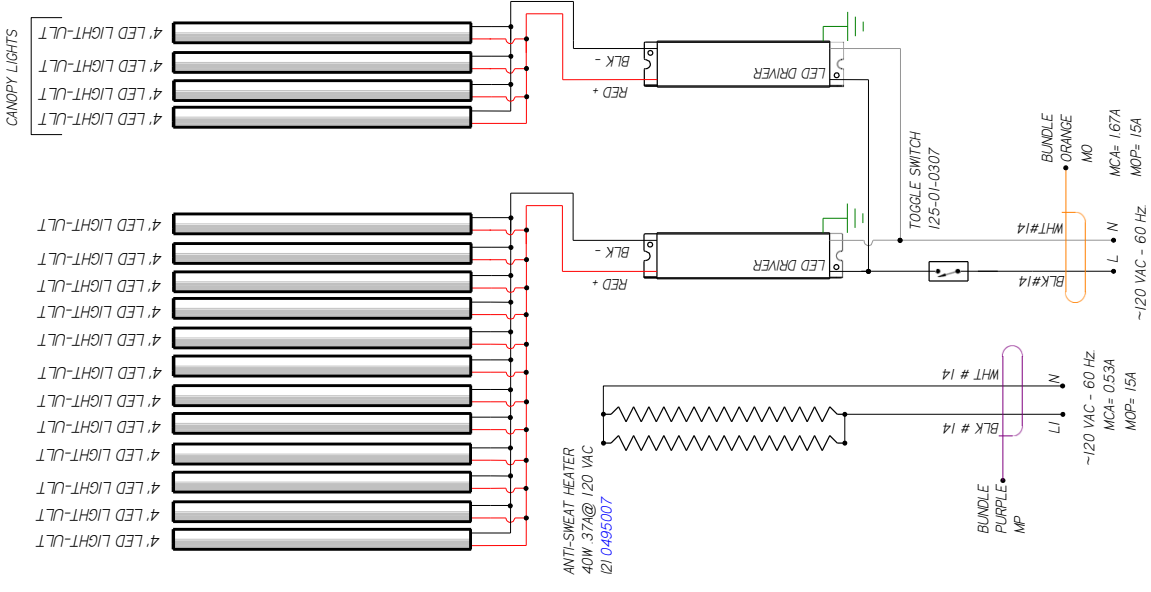 CANOPY LIGHTS
4' LED LIGHT-ULT
4' LED LIGHT-ULT
4' LED LIGHT-ULT
4' LED LIGHT-ULT
BLK -
RED +
LED DRIVER
4' LED LIGHT-ULT
4' LED LIGHT-ULT
4' LED LIGHT-ULT
4' LED LIGHT-ULT
4' LED LIGHT-ULT
4' LED LIGHT-ULT
4' LED LIGHT-ULT
4' LED LIGHT-ULT
4' LED LIGHT-ULT
4' LED LIGHT-ULT
4' LED LIGHT-ULT
4' LED LIGHT-ULT
BLK -
RED +
LED DRIVER
TOGGLE SWITCH
125-01-0307
BUNDLE
ORANGE
MO
MCA= 1.67A
MOP= 15A
WHT#14
BLK#14
N
L
~120 VAC - 60 Hz.
ANTI-SWEAT HEATER
40W .37A@ 120 VAC
121 0495007
WHT # 14
BLK # 14
N
L1
~120 VAC - 60 Hz.
MCA= 0.53A
MOP= 15A
BUNDLE
PURPLE
MP